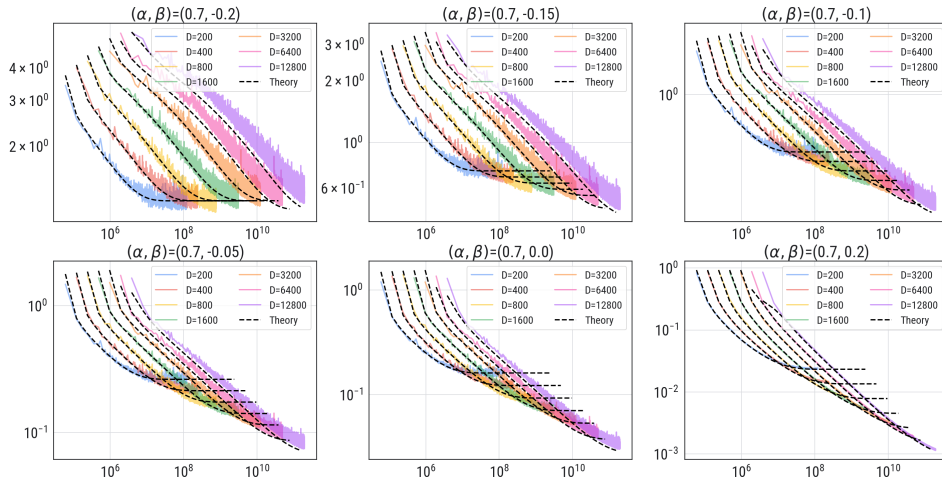 (α, β)=(0.7, -0.2)
4 × 10⁰
3 × 10⁰
2 × 10⁰
D=200
D=400
D=800
D=1600
D=3200
D=6400
D=12800
Theory
10⁶
10⁸
10¹⁰
(α, β)=(0.7, -0.15)
3 × 10⁰
2 × 10⁰
10⁰
6 × 10⁻¹
D=200
D=400
D=800
D=1600
D=3200
D=6400
D=12800
Theory
10⁶
10⁸
10¹⁰
(α, β)=(0.7, -0.1)
10⁰
D=200
D=400
D=800
D=1600
D=3200
D=6400
D=12800
Theory
10⁶
10⁸
10¹⁰
(α, β)=(0.7, -0.05)
10⁰
10⁻¹
D=200
D=400
D=800
D=1600
D=3200
D=6400
D=12800
Theory
10⁶
10⁸
10¹⁰
(α, β)=(0.7, 0.0)
10⁰
10⁻¹
D=200
D=400
D=800
D=1600
D=3200
D=6400
D=12800
Theory
10⁶
10⁸
10¹⁰
(α, β)=(0.7, 0.2)
10⁰
10⁻¹
10⁻²
10⁻³
D=200
D=400
D=800
D=1600
D=3200
D=6400
D=12800
Theory
10⁶
10⁸
10¹⁰